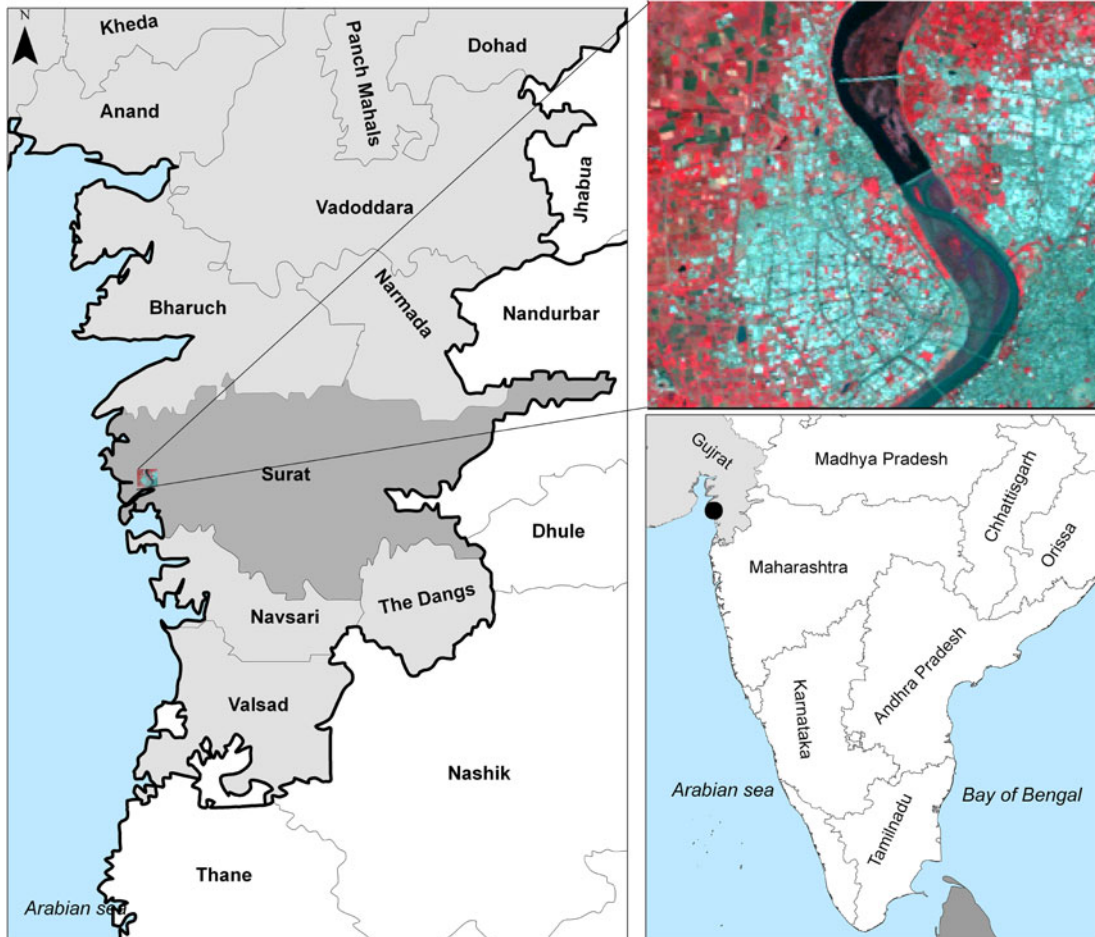 N
Kheda
Panch Mahals
Dohad
Anand
Jhabua
Vadoddara
Narmada
Bharuch
Nandurbar
Surat
Dhule
The Dangs
Navsari
Valsad
Nashik
Thane
Arabian sea
Gujrat
Madhya Pradesh
Chhattisgarh
Orissa
Maharashtra
Andhra Pradesh
Karnataka
Arabian sea
Bay of Bengal
Tamilnadu